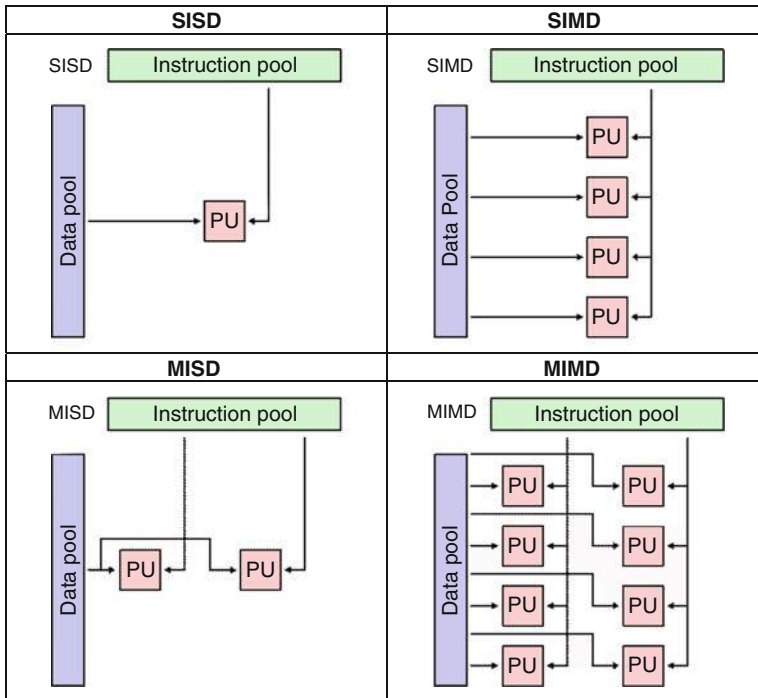 SISD
SIMD
SISD
Instruction pool
Data pool
PU
SIMD
Instruction pool
Data Pool
PU
PU
PU
PU
MISD
MIMD
MISD
Instruction pool
Data pool
PU
PU
MIMD
Instruction pool
Data pool
PU
PU
PU
PU
PU
PU
PU
PU